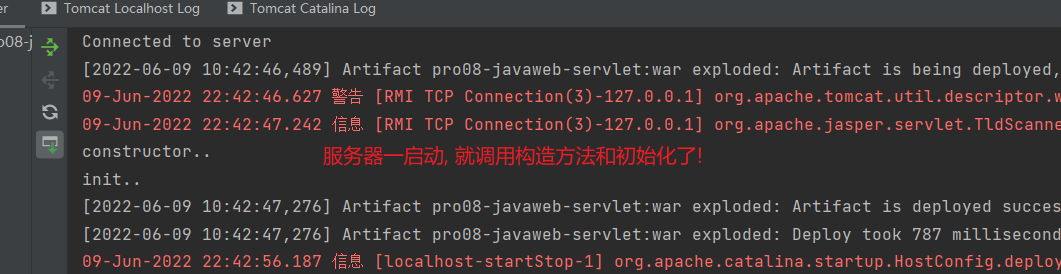 er Tomcat Localhost Log Tomcat Catalina Log
o08-j
Connected to server
[2022-06-09 10:42:46,489] Artifact pro08-javaweb-servlet:war exploded: Artifact is being deployed,
09-Jun-2022 22:42:46.627 警告 [RMI TCP Connection(3)-127.0.0.1] org.apache.tomcat.util.descriptor.w
09-Jun-2022 22:42:47.242 信息 [RMI TCP Connection(3)-127.0.0.1] org.apache.jasper.servlet.TldScanne
constructor..
服务器一启动, 就调用构造方法和初始化了!
init..
[2022-06-09 10:42:47,276] Artifact pro08-javaweb-servlet:war exploded: Artifact is deployed succes
[2022-06-09 10:42:47,276] Artifact pro08-javaweb-servlet:war exploded: Deploy took 787 millisecond
09-Jun-2022 22:42:56.187 信息 [localhost-startStop-1] org.apache.catalina.startup.HostConfig.deploy